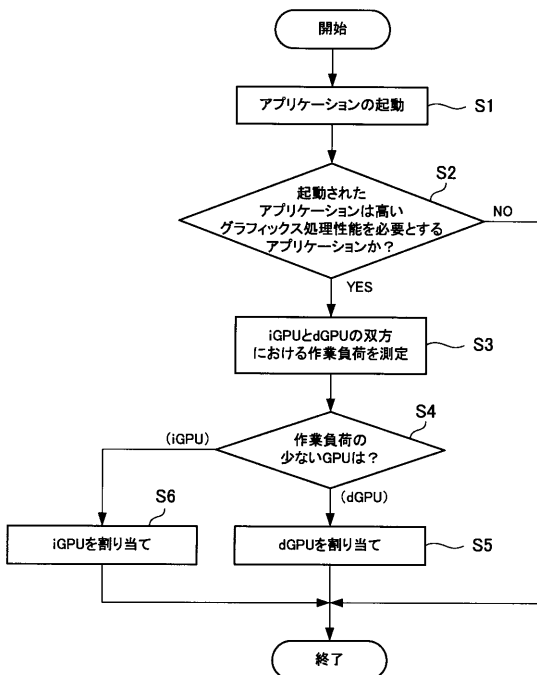 開始
アプリケーションの起動
S1
S2
起動された
アプリケーションは高い
グラフィックス処理性能を必要とする
アプリケーションか？
NO
YES
iGPUとdGPUの双方
における作業負荷を測定
S3
S4
(iGPU)
作業負荷の
少ないGPUは？
(dGPU)
S6
iGPUを割り当て
dGPUを割り当て
S5
終了